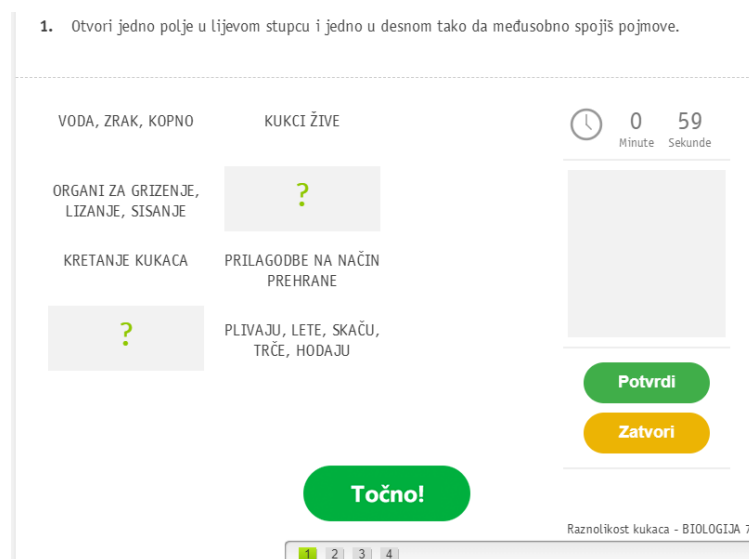 1. Otvori jedno polje u lijevom stupcu i jedno u desnom tako da međusobno spojiš pojmove.
VODA, ZRAK, KOPNO
KUKCI ŽIVE
0 59
Minute Sekunde
ORGANI ZA GRIZENJE,
LIZANJE, SISANJE
?
KRETANJE KUKACA
PRILAGODBE NA NAČIN
PREHRANE
?
PLIVAJU, LETE, SKAČU,
TRČE, HODAJU
Potvrdi
Zatvori
Točno!
Raznolikost kukaca - BIOLOGIJA 7
1 2 3 4